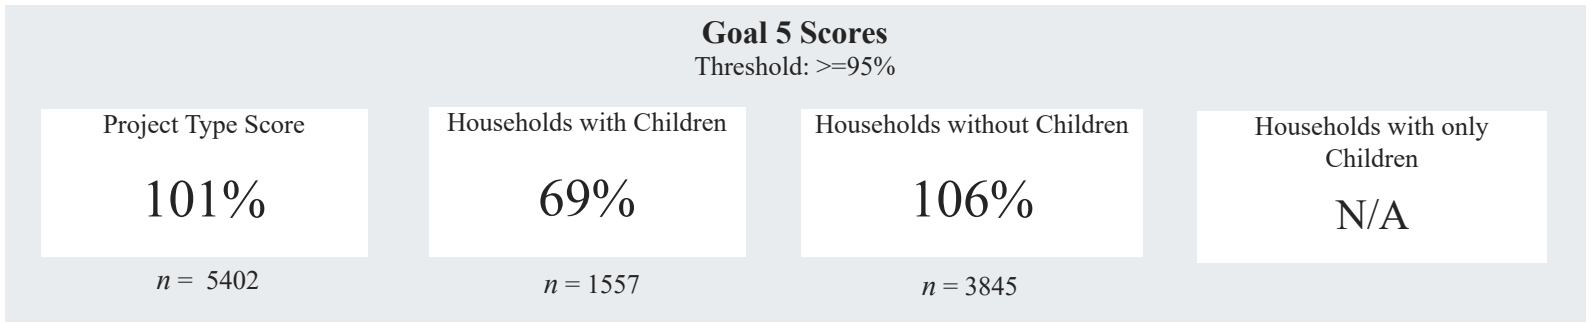 Goal 5 Scores
Threshold: >=95%
Project Type Score
101%
n = 5402
Households with Children
69%
n = 1557
Households without Children
106%
n = 3845
Households with only
Children
N/A